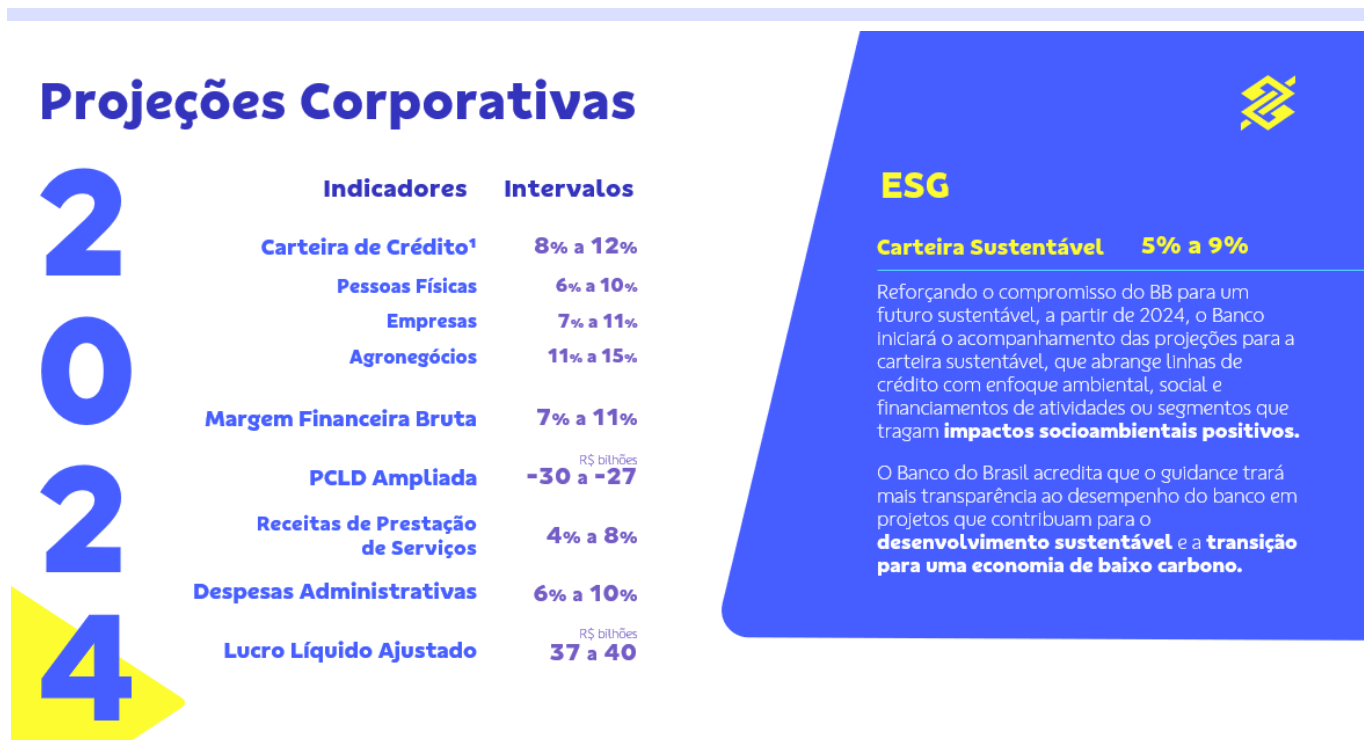 Projeções Corporativas
2
0
2
4
Indicadores Intervalos
Carteira de Crédito¹ 8% a 12%
Pessoas Físicas 6% a 10%
Empresas 7% a 11%
Agronegócios 11% a 15%
Margem Financeira Bruta 7% a 11%
R$ bilhões
PCLD Ampliada -30 a -27
Receitas de Prestação
de Serviços 4% a 8%
Despesas Administrativas 6% a 10%
R$ bilhões
Lucro Líquido Ajustado 37 a 40
ESG
Carteira Sustentável 5% a 9%
Reforçando o compromisso do BB para um
futuro sustentável, a partir de 2024, o Banco
iniciará o acompanhamento das projeções para a
carteira sustentável, que abrange linhas de
crédito com enfoque ambiental, social e
financiamentos de atividades ou segmentos que
tragam impactos socioambientais positivos.
O Banco do Brasil acredita que o guidance trará
mais transparência ao desempenho do banco em
projetos que contribuam para o
desenvolvimento sustentável e a transição
para uma economia de baixo carbono.